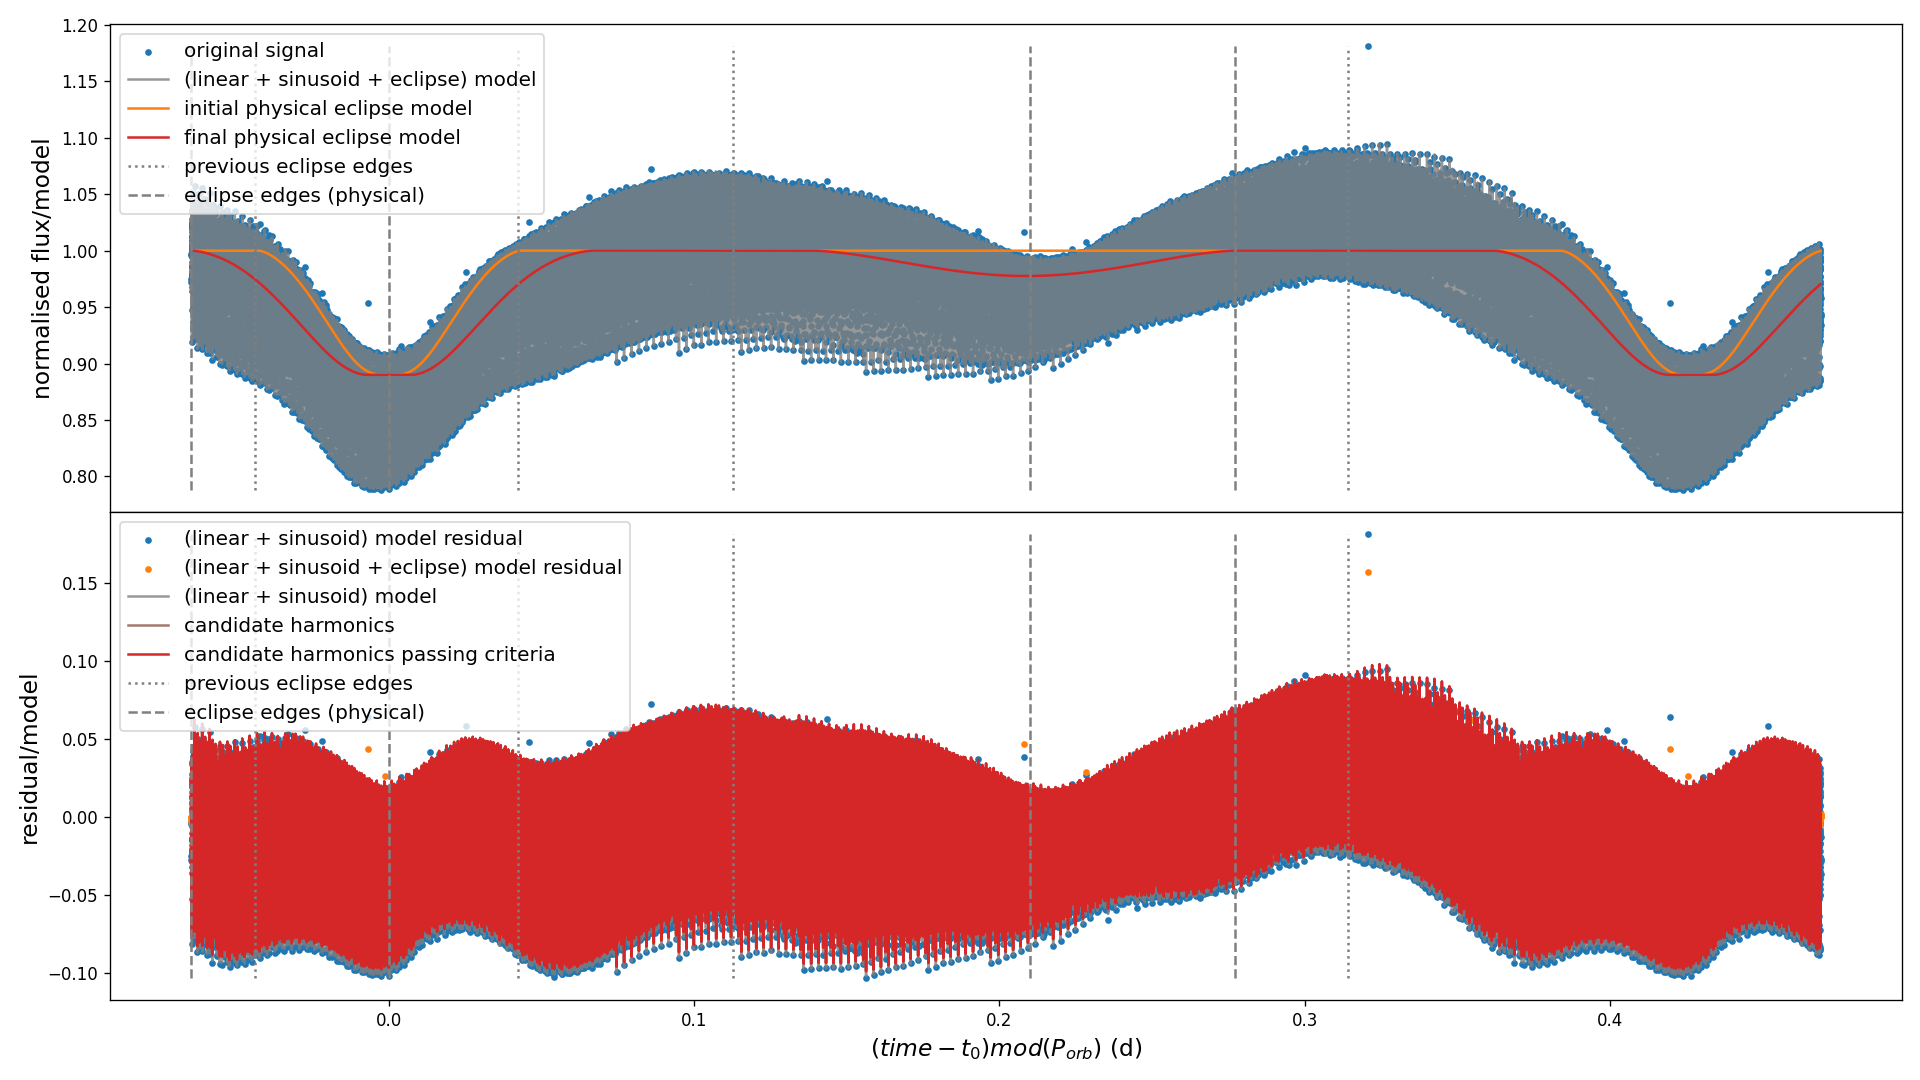 1.20
1.15
1.10
1.05
1.00
0.95
0.90
0.85
0.80
normalised flux/model
original signal
(linear + sinusoid + eclipse) model
initial physical eclipse model
final physical eclipse model
previous eclipse edges
eclipse edges (physical)
0.15
0.10
0.05
0.00
−0.05
−0.10
residual/model
(linear + sinusoid) model residual
(linear + sinusoid + eclipse) model residual
(linear + sinusoid) model
candidate harmonics
candidate harmonics passing criteria
previous eclipse edges
eclipse edges (physical)
0.0 0.1 0.2 0.3 0.4
(time − t₀)mod(P_orb) (d)